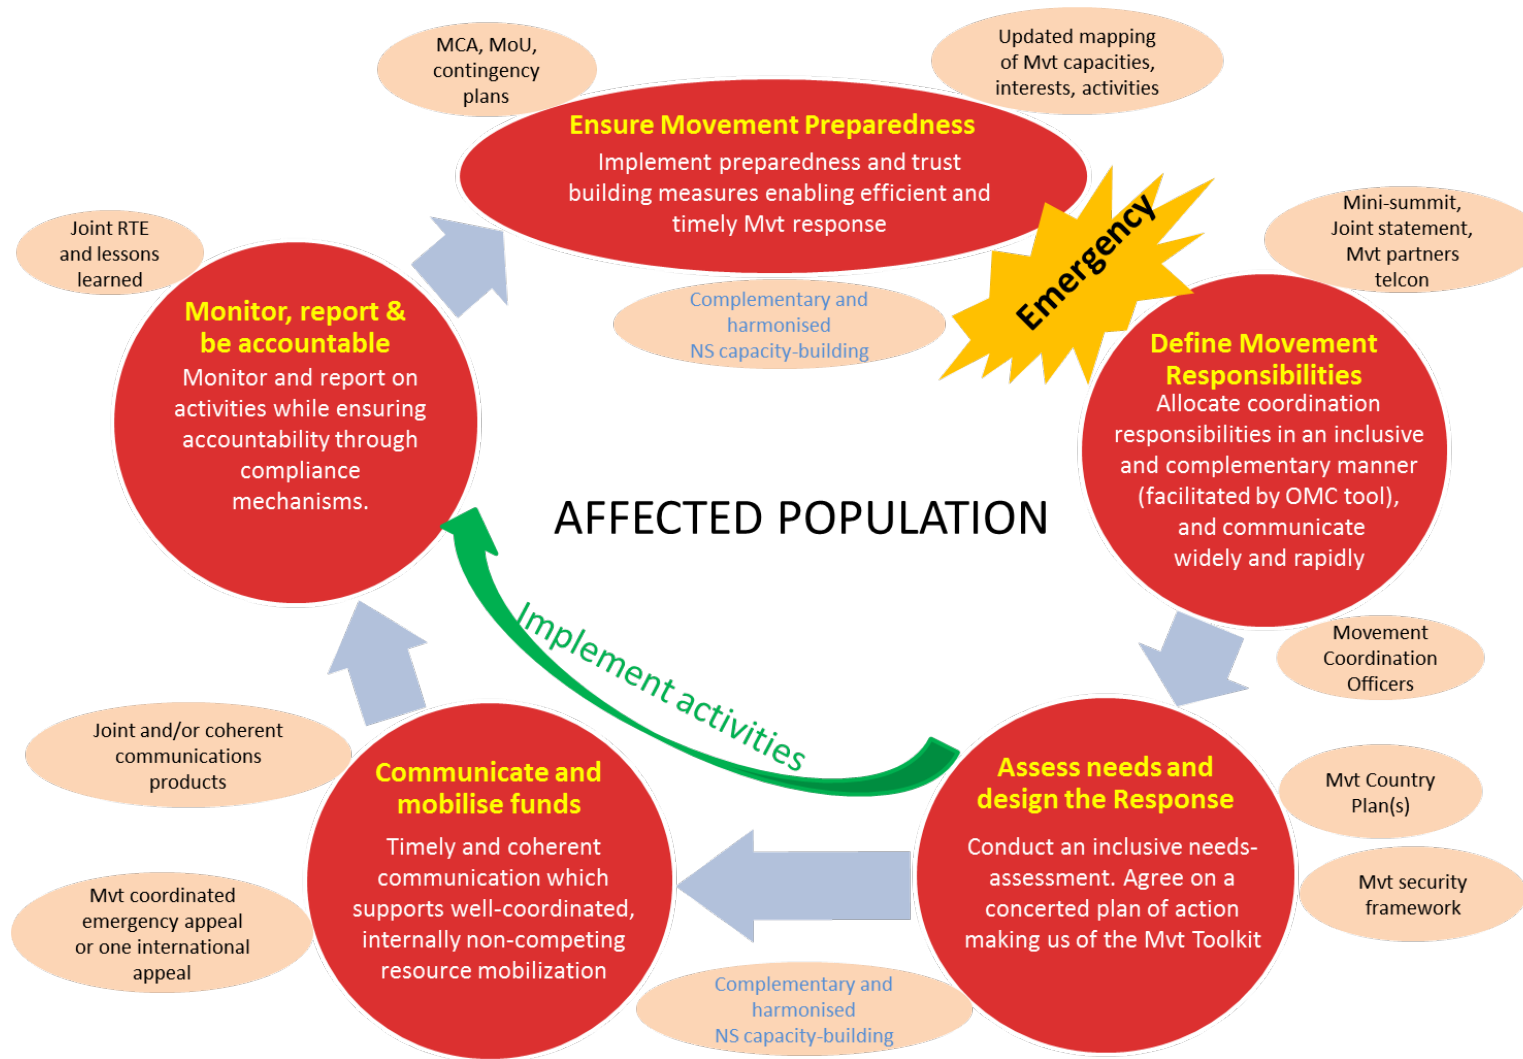 MCA, MoU,
contingency
plans
Updated mapping
of Mvt capacities,
interests, activities
Ensure Movement Preparedness
Implement preparedness and trust
building measures enabling efficient and
timely Mvt response
Complementary and
harmonised
NS capacity-building
Emergency
Mini-summit,
Joint statement,
Mvt partners
telcon
Define Movement
Responsibilities
Allocate coordination
responsibilities in an inclusive
and complementary manner
(facilitated by OMC tool),
and communicate
widely and rapidly
Movement
Coordination
Officers
Joint RTE
and lessons
learned
Monitor, report &
be accountable
Monitor and report on
activities while ensuring
accountability through
compliance
mechanisms.
AFFECTED POPULATION
Implement activities
Assess needs and
design the Response
Conduct an inclusive needs-
assessment. Agree on a
concerted plan of action
making us of the Mvt Toolkit
Mvt Country
Plan(s)
Mvt security
framework
Complementary and
harmonised
NS capacity-building
Communicate and
mobilise funds
Timely and coherent
communication which
supports well-coordinated,
internally non-competing
resource mobilization
Joint and/or coherent
communications
products
Mvt coordinated
emergency appeal
or one international
appeal